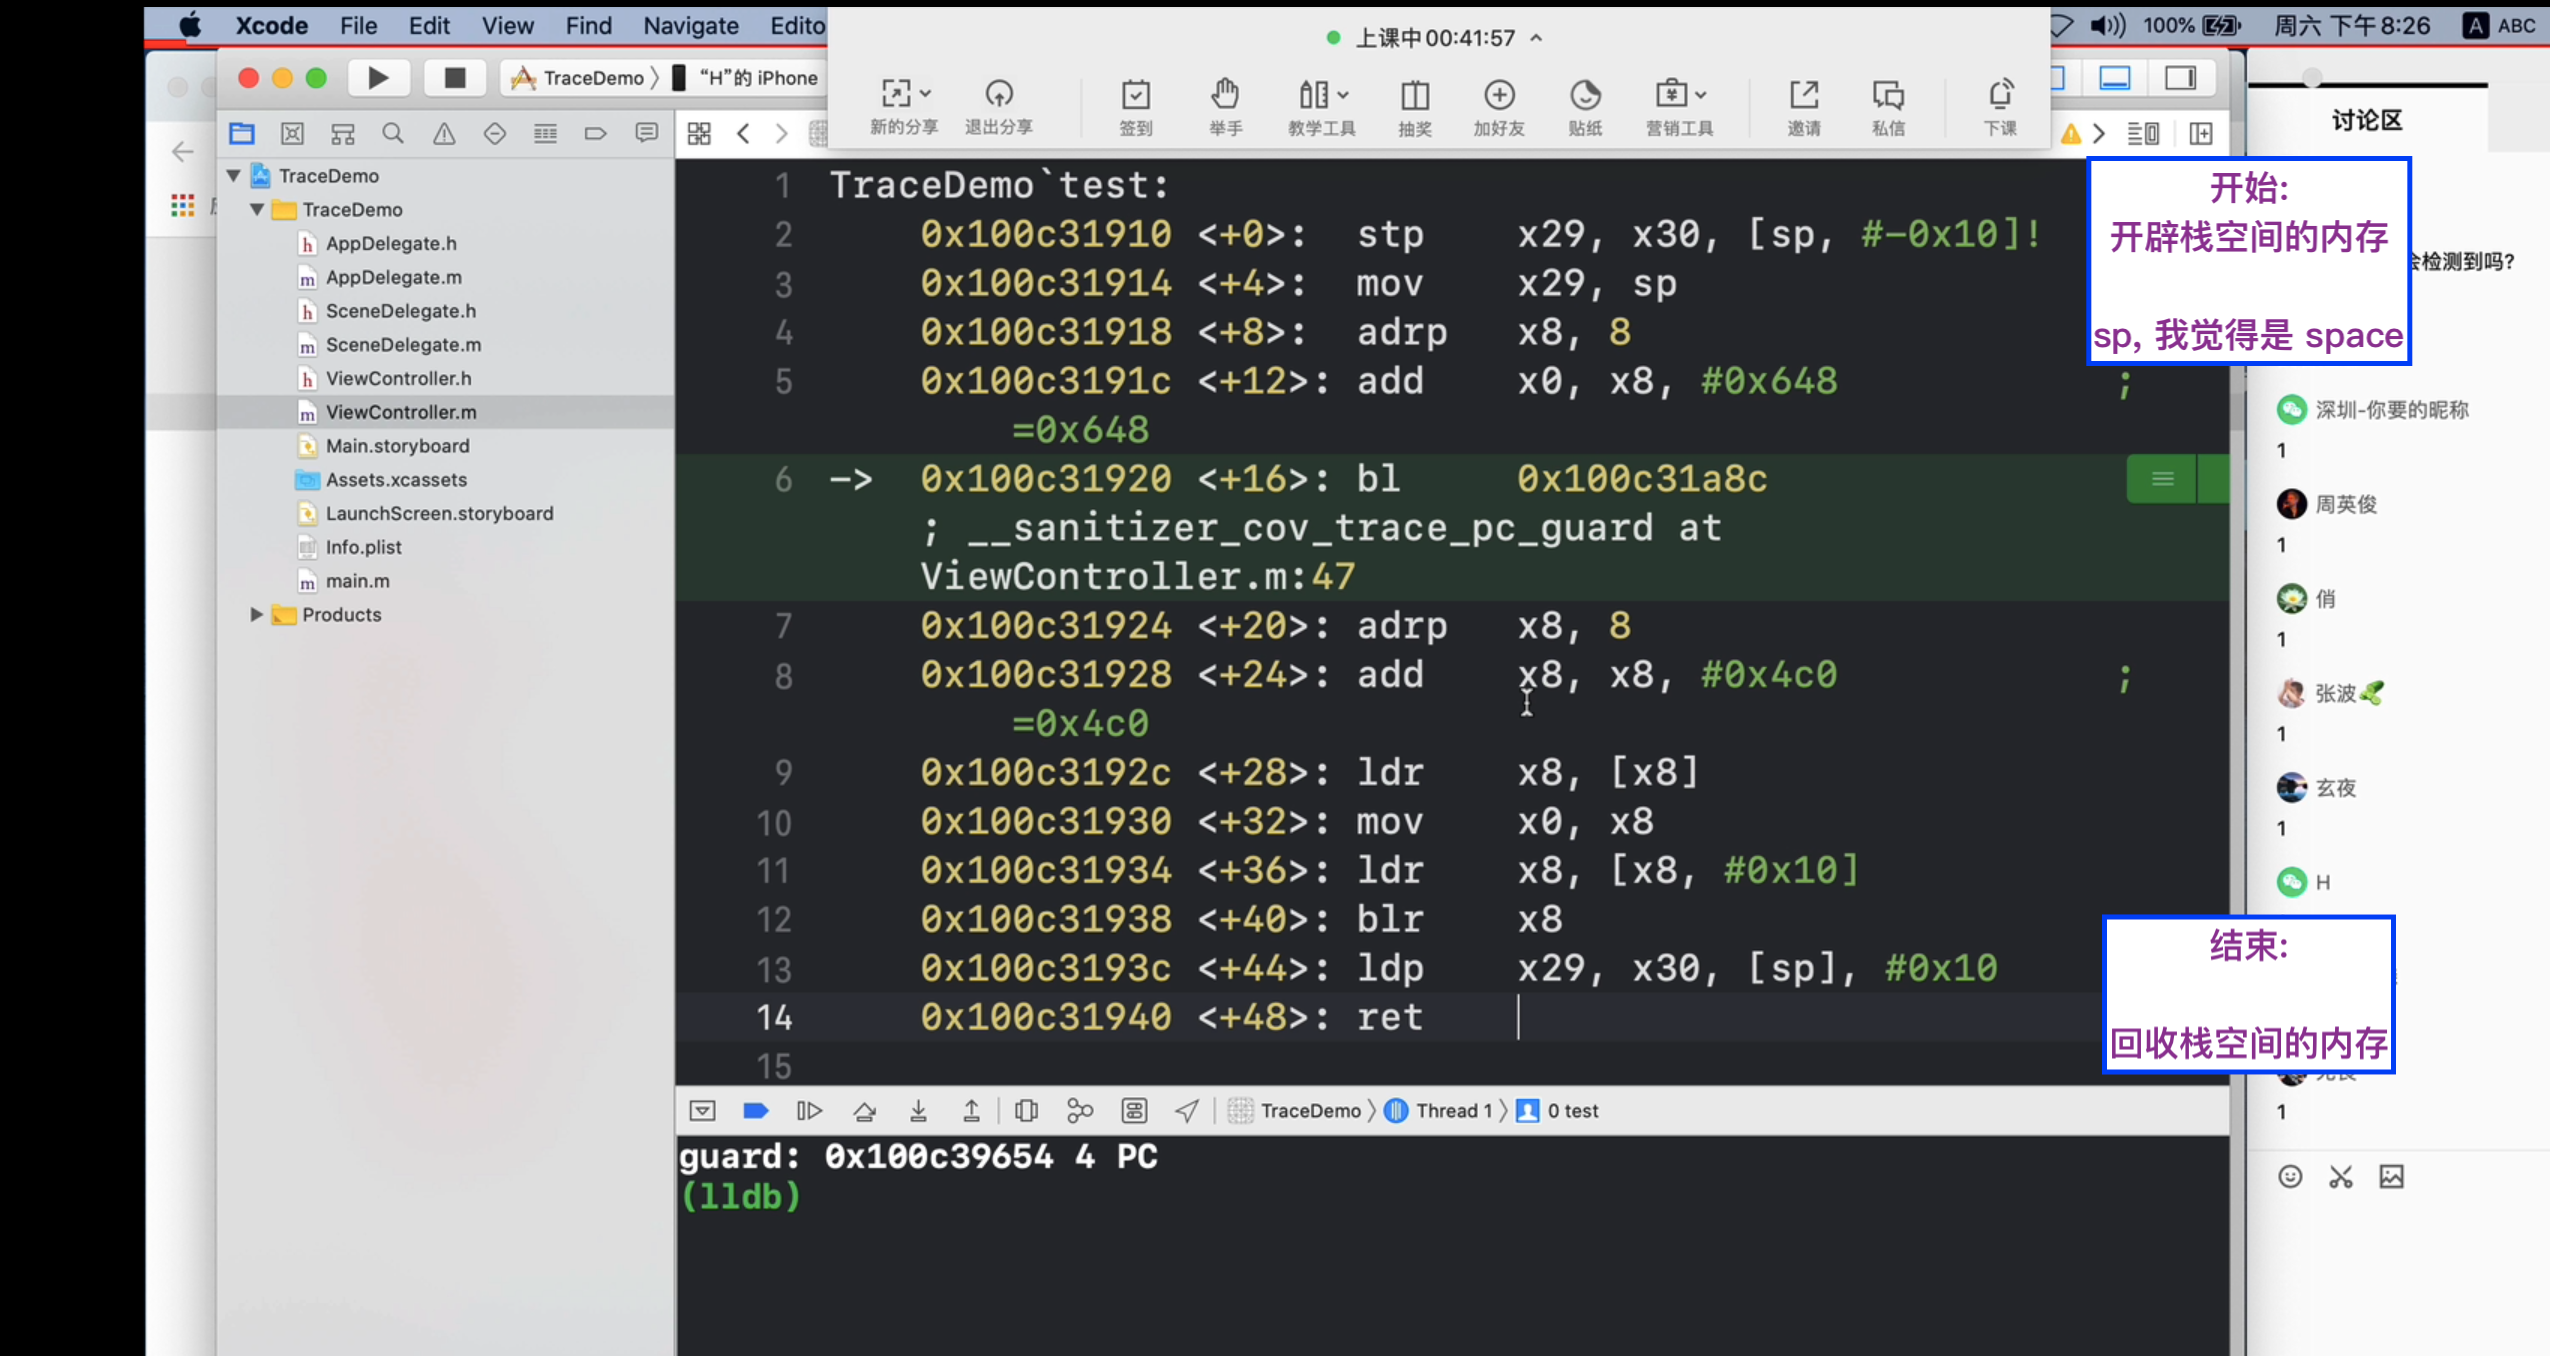 Xcode File Edit View Find Navigate Edito
上课中 00:41:57
100% 周六 下午8:26 A ABC
TraceDemo 〉 “H”的 iPhone
新的分享 退出分享 签到 举手 教学工具 抽奖 加好友 贴纸 营销工具 邀请 私信 下课
TraceDemo
TraceDemo
h AppDelegate.h
m AppDelegate.m
h SceneDelegate.h
m SceneDelegate.m
h ViewController.h
m ViewController.m
Main.storyboard
Assets.xcassets
LaunchScreen.storyboard
Info.plist
m main.m
Products
1 TraceDemo`test:
2 0x100c31910 <+0>: stp x29, x30, [sp, #-0x10]!
3 0x100c31914 <+4>: mov x29, sp
4 0x100c31918 <+8>: adrp x8, 8
5 0x100c3191c <+12>: add x0, x8, #0x648 ;
=0x648
6 -> 0x100c31920 <+16>: bl 0x100c31a8c
; __sanitizer_cov_trace_pc_guard at
ViewController.m:47
7 0x100c31924 <+20>: adrp x8, 8
8 0x100c31928 <+24>: add x8, x8, #0x4c0 ;
=0x4c0
9 0x100c3192c <+28>: ldr x8, [x8]
10 0x100c31930 <+32>: mov x0, x8
11 0x100c31934 <+36>: ldr x8, [x8, #0x10]
12 0x100c31938 <+40>: blr x8
13 0x100c3193c <+44>: ldp x29, x30, [sp], #0x10
14 0x100c31940 <+48>: ret
15
TraceDemo 〉 Thread 1 〉 0 test
guard: 0x100c39654 4 PC
(lldb)
讨论区
开始:
开辟栈空间的内存
sp, 我觉得是 space
会检测到吗?
深圳-你要的昵称
1
周英俊
1
俏
1
张波
1
玄夜
1
H
结束:
回收栈空间的内存
1